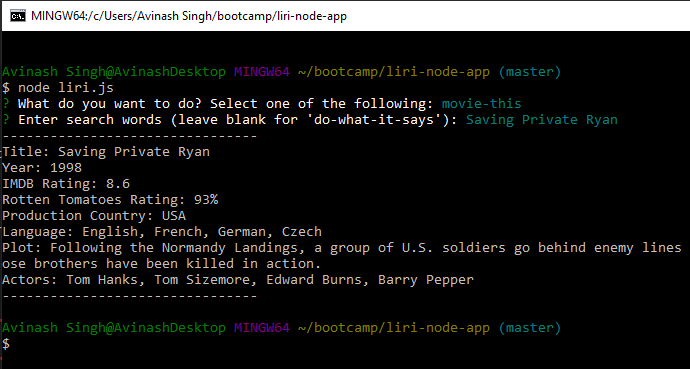 MINGW64:/c/Users/Avinash Singh/bootcamp/liri-node-app
Avinash Singh@AvinashDesktop MINGW64 ~/bootcamp/liri-node-app (master)
$ node liri.js
? What do you want to do? Select one of the following: movie-this
? Enter search words (leave blank for 'do-what-it-says'): Saving Private Ryan
--------------------------------
Title: Saving Private Ryan
Year: 1998
IMDB Rating: 8.6
Rotten Tomatoes Rating: 93%
Production Country: USA
Language: English, French, German, Czech
Plot: Following the Normandy Landings, a group of U.S. soldiers go behind enemy lines
ose brothers have been killed in action.
Actors: Tom Hanks, Tom Sizemore, Edward Burns, Barry Pepper
--------------------------------
Avinash Singh@AvinashDesktop MINGW64 ~/bootcamp/liri-node-app (master)
$